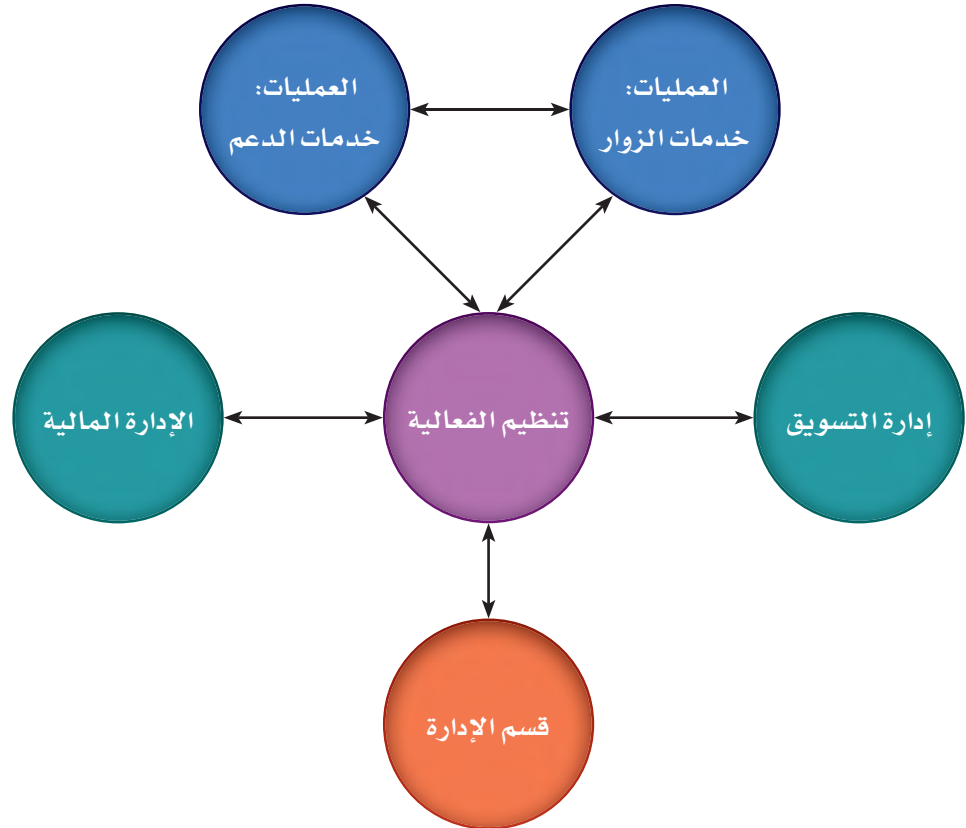 العمليات:
خدمات الزوار
العمليات:
خدمات الدعم
إدارة التسويق
تنظيم الفعالية
الإدارة المالية
قسم الإدارة